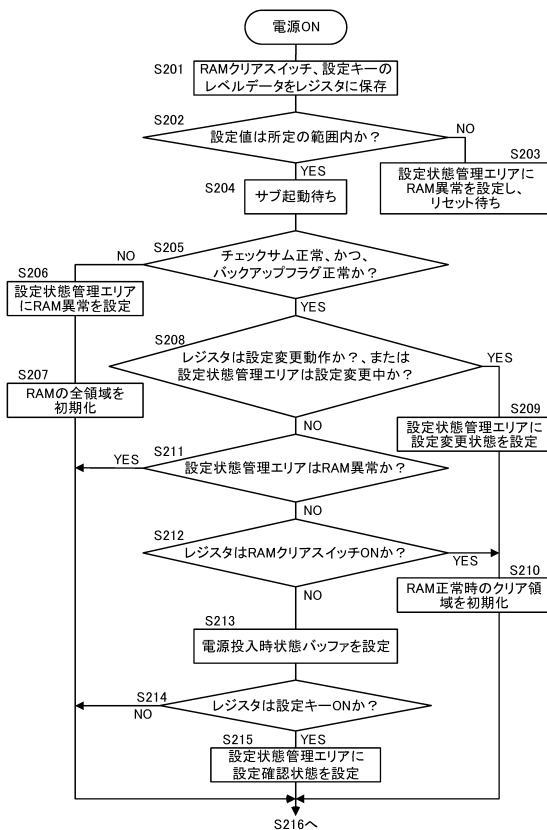 電源ON
S201
RAMクリアスイッチ、設定キーの
レベルデータをレジスタに保存
S202
設定値は所定の範囲内か?
NO
YES
S203
設定状態管理エリアに
RAM異常を設定し、
リセット待ち
S204
サブ起動待ち
S205
チェックサム正常、かつ、
バックアップフラグ正常か?
NO
YES
S206
設定状態管理エリア
にRAM異常を設定
S207
RAMの全領域を
初期化
S208
レジスタは設定変更動作か?、または
設定状態管理エリアは設定変更中か?
YES
NO
S209
設定状態管理エリアに
設定変更状態を設定
S211
設定状態管理エリアはRAM異常か?
YES
NO
S212
レジスタはRAMクリアスイッチONか?
YES
NO
S210
RAM正常時のクリア領
域を初期化
S213
電源投入時状態バッファを設定
S214
レジスタは設定キーONか?
NO
YES
S215
設定状態管理エリアに
設定確認状態を設定
S216へ